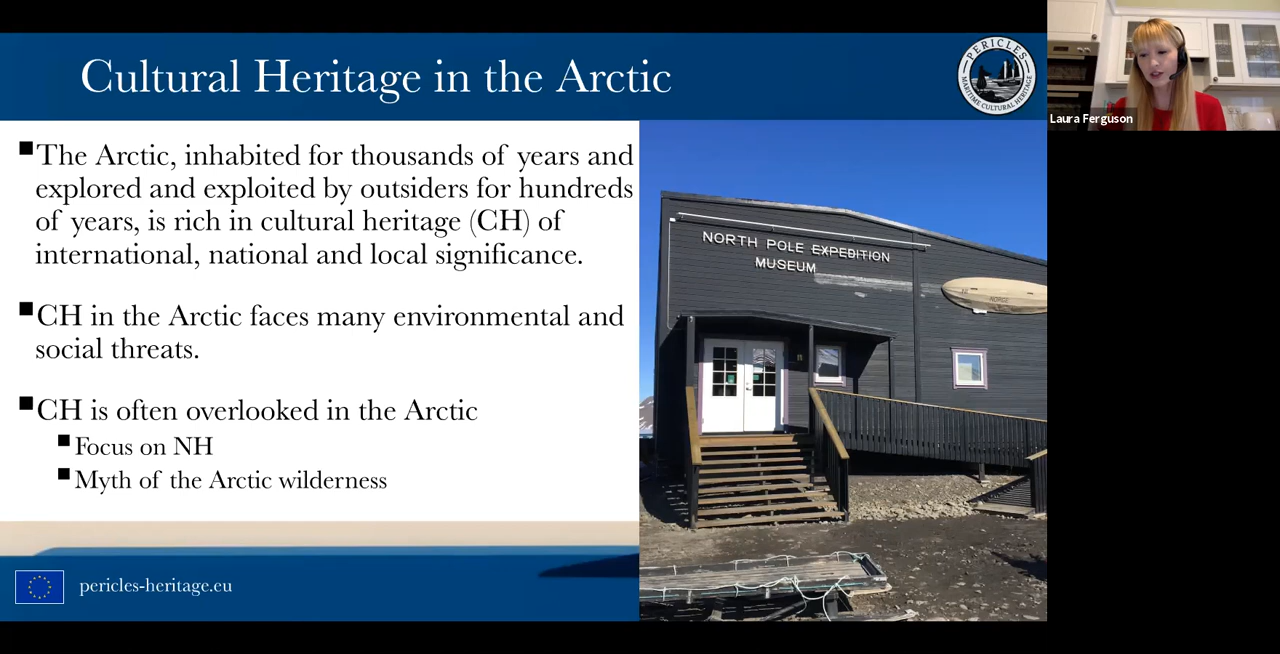 Cultural Heritage in the Arctic
PERICLES
MARITIME CULTURAL HERITAGE
Laura Ferguson
The Arctic, inhabited for thousands of years and
explored and exploited by outsiders for hundreds
of years, is rich in cultural heritage (CH) of
international, national and local significance.
CH in the Arctic faces many environmental and
social threats.
CH is often overlooked in the Arctic
Focus on NH
Myth of the Arctic wilderness
NORTH POLE EXPEDITION
MUSEUM
NORGE
pericles-heritage.eu